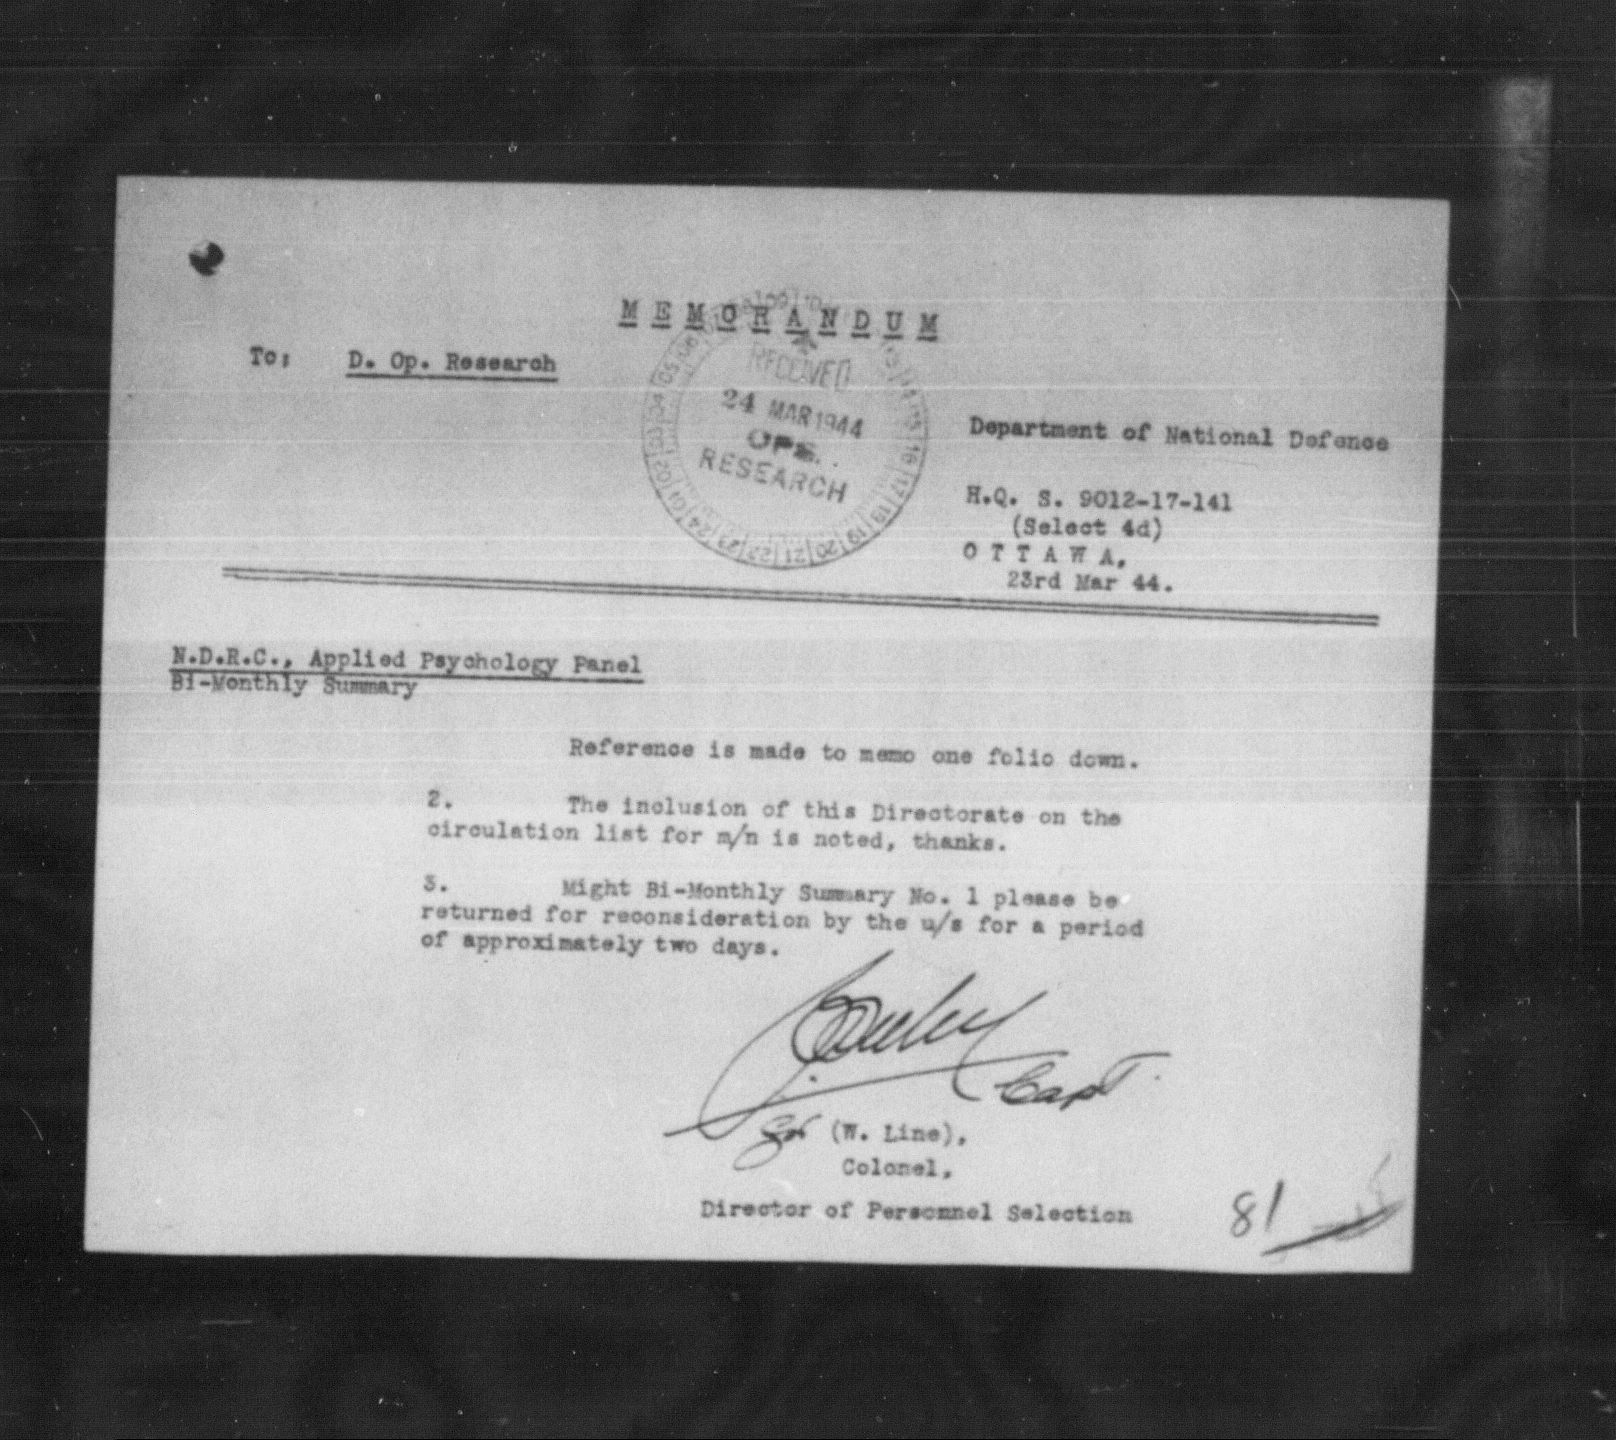 M E M O R A N D U M
To: D. Op. Research
RECEIVED
24 MAR 1944
OPS.
RESEARCH
Department of National Defence
H.Q. S. 9012-17-141
(Select 4d)
O T T A W A,
23rd Mar 44.
N.D.R.C., Applied Psychology Panel
Bi-Monthly Summary
Reference is made to memo one folio down.
2. The inclusion of this Directorate on the
circulation list for m/n is noted, thanks.
3. Might Bi-Monthly Summary No. 1 please be
returned for reconsideration by the u/s for a period
of approximately two days.
Capt.
for (W. Line),
Colonel,
Director of Personnel Selection
81